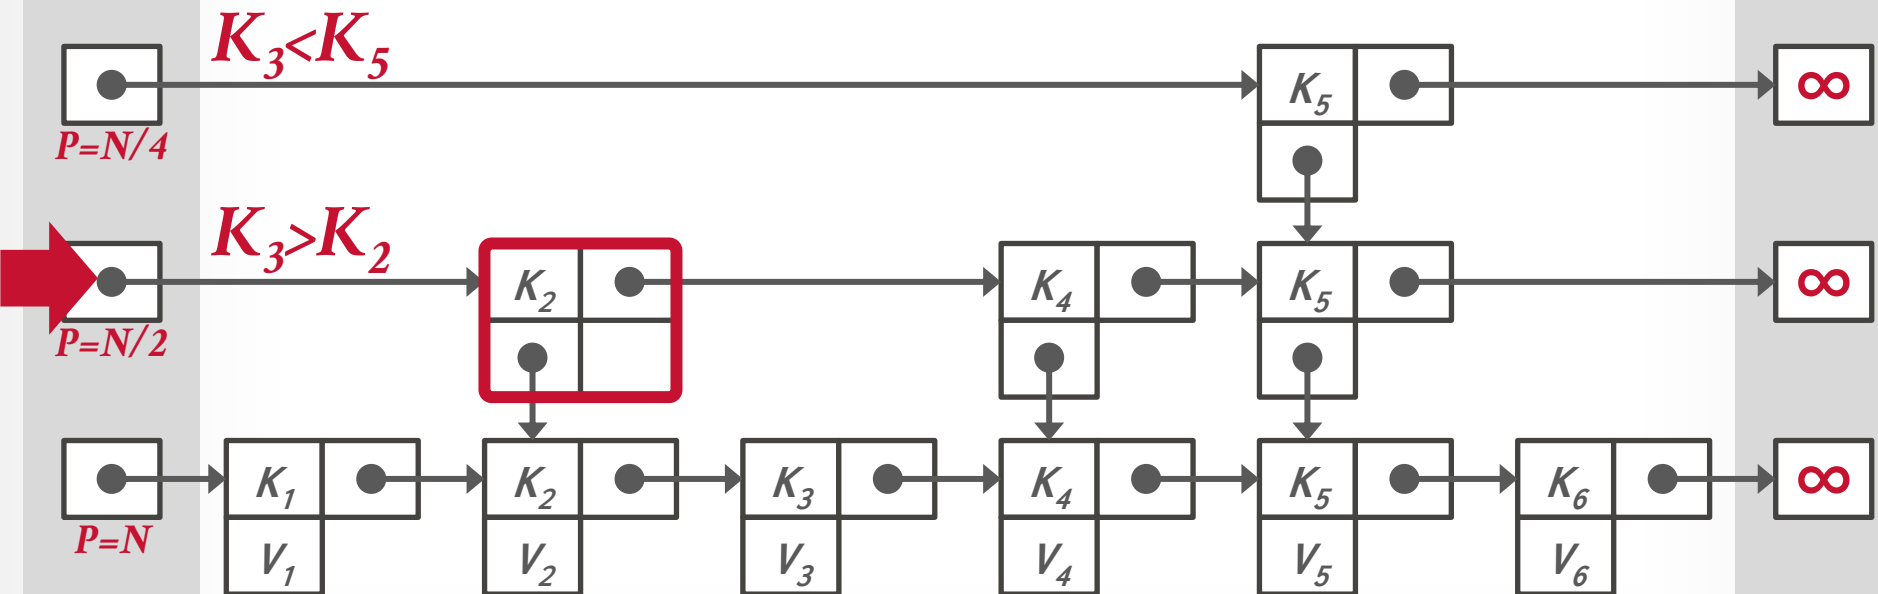 K₃<K₅
K₅ ∞
P=N/4
K₃>K₂
K₂ K₄ K₅ ∞
P=N/2
K₁ K₂ K₃ K₄ K₅ K₆ ∞
P=N
V₁ V₂ V₃ V₄ V₅ V₆